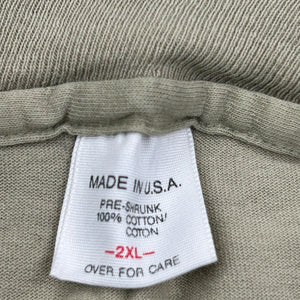 MADE IN U.S.A.
PRE-SHRUNK
100% COTTON/
COTON
-2XL-
OVER FOR CARE